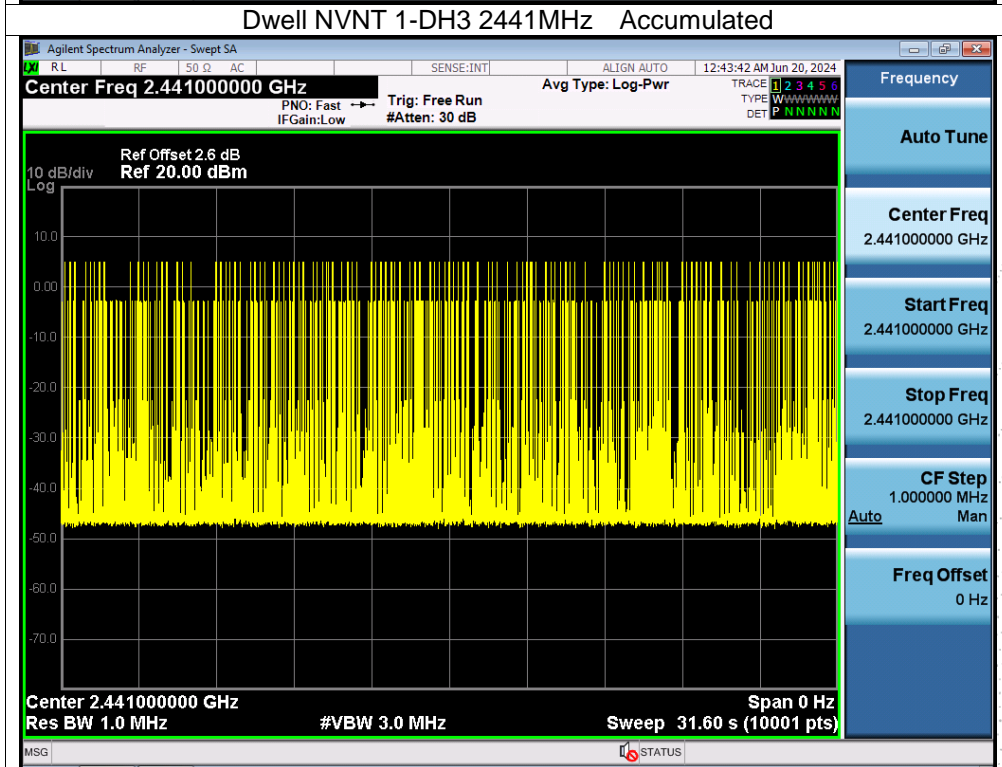 Dwell NVNT 1-DH3 2441MHz Accumulated
Agilent Spectrum Analyzer - Swept SA
LXI RL RF 50 Ω AC SENSE:INT ALIGN AUTO 12:43:42 AM Jun 20, 2024
Center Freq 2.441000000 GHz
Avg Type: Log-Pwr
TRACE 1 2 3 4 5 6
PNO: Fast Trig: Free Run
TYPE WWWWWW
IFGain:Low #Atten: 30 dB
DET P N N N N N
Frequency
Ref Offset 2.6 dB
10 dB/div Ref 20.00 dBm
Log
10.0
0.00
-10.0
-20.0
-30.0
-40.0
-50.0
-60.0
-70.0
Center 2.441000000 GHz Span 0 Hz
Res BW 1.0 MHz #VBW 3.0 MHz Sweep 31.60 s (10001 pts)
MSG STATUS
Auto Tune
Center Freq
2.441000000 GHz
Start Freq
2.441000000 GHz
Stop Freq
2.441000000 GHz
CF Step
1.000000 MHz
Auto Man
Freq Offset
0 Hz